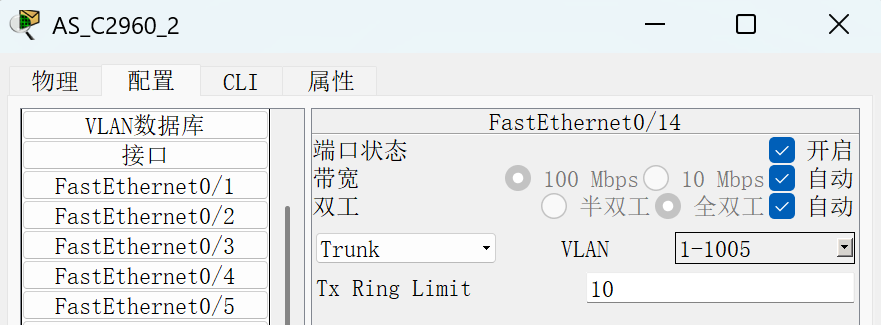 AS_C2960_2
物理 配置 CLI 属性
VLAN数据库
接口
FastEthernet0/1
FastEthernet0/2
FastEthernet0/3
FastEthernet0/4
FastEthernet0/5
FastEthernet0/14
端口状态 开启
带宽 100 Mbps 10 Mbps 自动
双工 半双工 全双工 自动
Trunk VLAN 1-1005
Tx Ring Limit 10